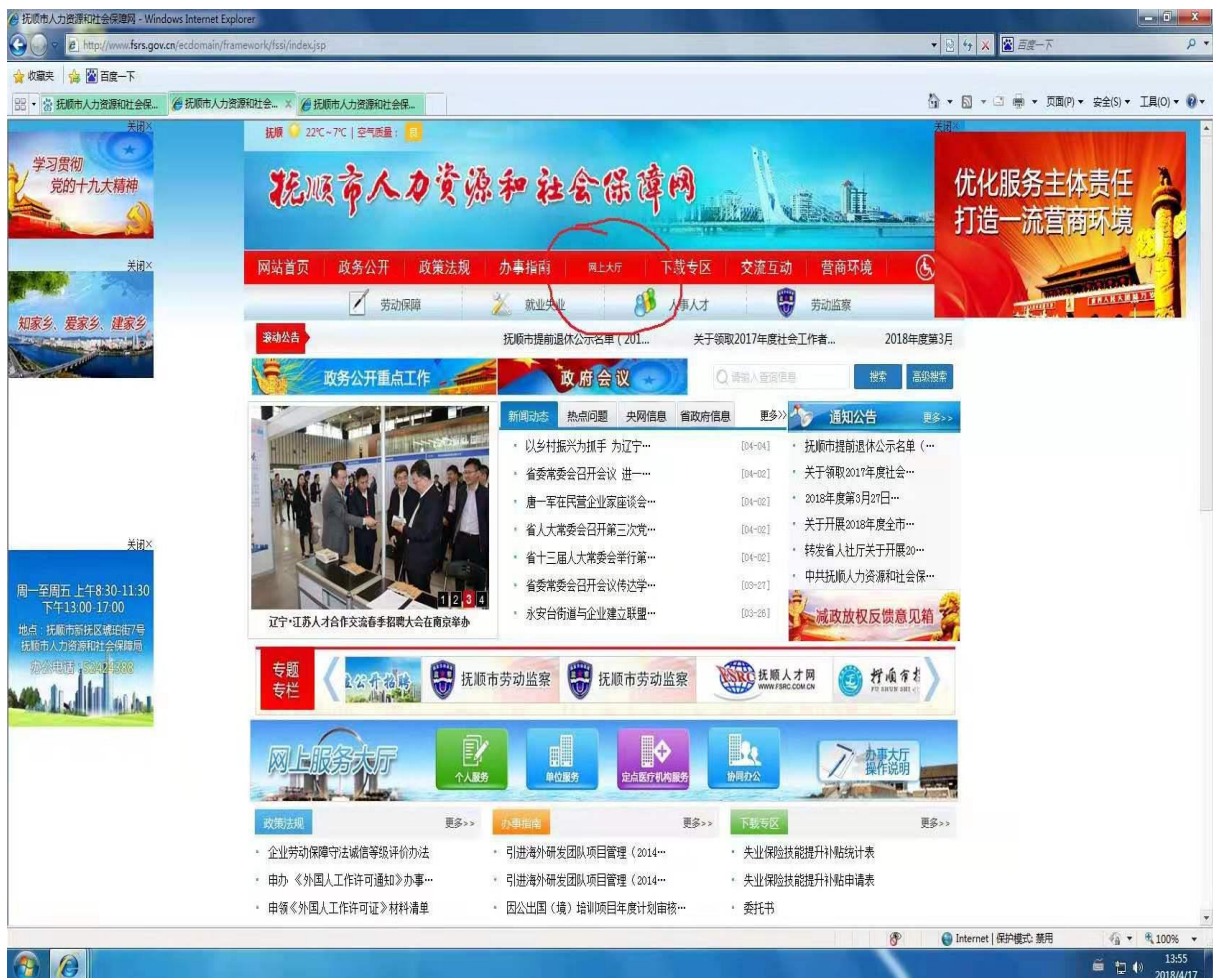 抚顺市人力资源和社会保障网 - Windows Internet Explorer
http://www.fsrs.gov.cn/ecdomain/framework/fssi/index.jsp
百度一下
收藏夹 百度一下
抚顺市人力资源和社会保... 抚顺市人力资源和社会... × 抚顺市人力资源和社会保...
页面(P) 安全(S) 工具(O)
关闭×
学习贯彻
党的十九大精神
关闭×
知家乡、爱家乡、建家乡
关闭×
周一至周五 上午8:30-11:30
下午13:00-17:00
地点：抚顺市新抚区琥珀街7号
抚顺市人力资源和社会保障局
办公电话：52424388
抚顺 22℃~7℃ | 空气质量： 良
抚顺市人力资源和社会保障网
关闭×
优化服务主体责任
打造一流营商环境
网站首页 政务公开 政策法规 办事指南 网上大厅 下载专区 交流互动 营商环境
劳动保障 就业失业 人事人才 劳动监察
滚动公告 抚顺市提前退休公示名单（201... 关于领取2017年度社会工作者... 2018年度第3月
政务公开重点工作 政府会议 请输入查询信息 搜索 高级搜索
辽宁·江苏人才合作交流春季招聘大会在南京举办
1 2 3 4
新闻动态 热点问题 央网信息 省政府信息 更多>>
以乡村振兴为抓手 为辽宁… [04-04]
省委常委会召开会议 进一… [04-02]
唐一军在民营企业家座谈会… [04-02]
省人大常委会召开第三次党… [04-02]
省十三届人大常委会举行第… [04-02]
省委常委会召开会议传达学… [03-27]
永安台街道与企业建立联盟… [03-26]
通知公告 更多>>
抚顺市提前退休公示名单（…
关于领取2017年度社会…
2018年度第3月27日…
关于开展2018年度全市…
转发省人社厅关于开展20…
中共抚顺人力资源和社会保…
减政放权反馈意见箱
专题
专栏
公开招聘 抚顺市劳动监察 抚顺市劳动监察 FSRC 抚顺人才网
WWW.FSRC.COM.CN
网上服务大厅 个人服务 单位服务 定点医疗机构服务 协同办公 办事大厅
操作说明
政策法规 更多>>
企业劳动保障守法诚信等级评价办法
申办《外国人工作许可通知》办事…
申领《外国人工作许可证》材料清单
办事指南 更多>>
引进海外研发团队项目管理（2014…
引进海外研发团队项目管理（2014…
因公出国（境）培训项目年度计划审核…
下载专区 更多>>
失业保险技能提升补贴统计表
失业保险技能提升补贴申请表
委托书
Internet | 保护模式: 禁用 100%
13:55
2018/4/17